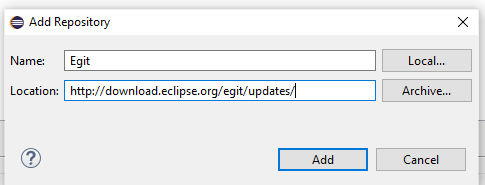 Add Repository
Name: Egit Local...
Location: http://download.eclipse.org/egit/updates/ Archive...
? Add Cancel